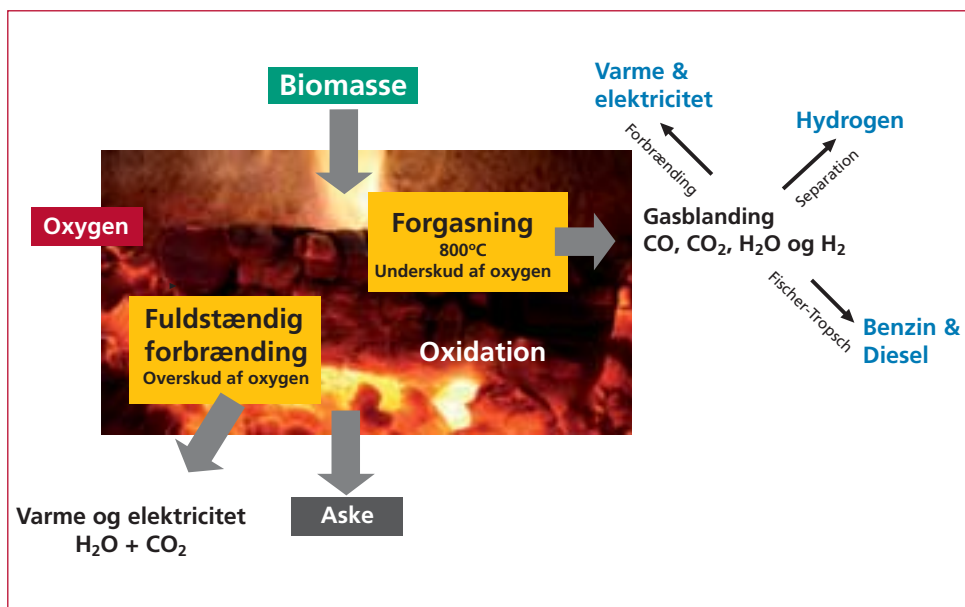 Biomasse
Varme &
elektricitet
Forbrænding
Hydrogen
Separation
Oxygen
Forgasning
800ºC
Underskud af oxygen
Gasblanding
CO, CO₂, H₂O og H₂
Fischer-Tropsch
Benzin &
Diesel
Fuldstændig
forbrænding
Overskud af oxygen
Oxidation
Varme og elektricitet
H₂O + CO₂
Aske